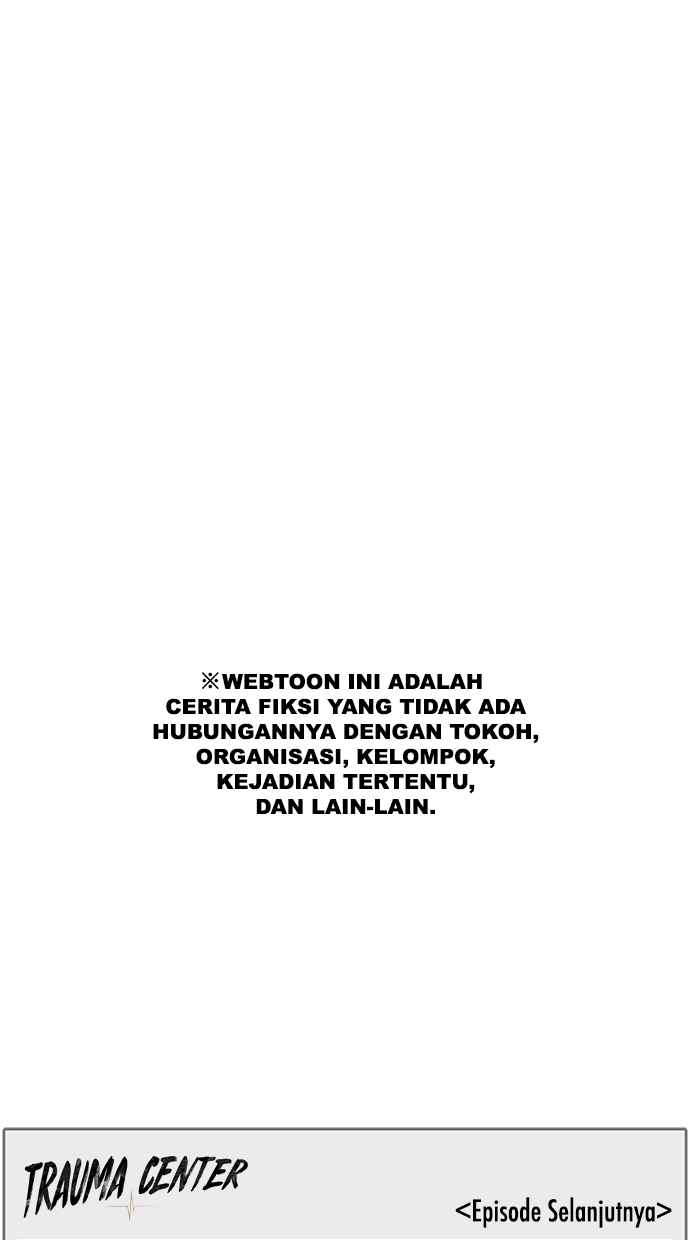 ※WEBTOON INI ADALAH
CERITA FIKSI YANG TIDAK ADA
HUBUNGANNYA DENGAN TOKOH,
ORGANISASI, KELOMPOK,
KEJADIAN TERTENTU,
DAN LAIN-LAIN.
TRAUMA CENTER
<Episode Selanjutnya>